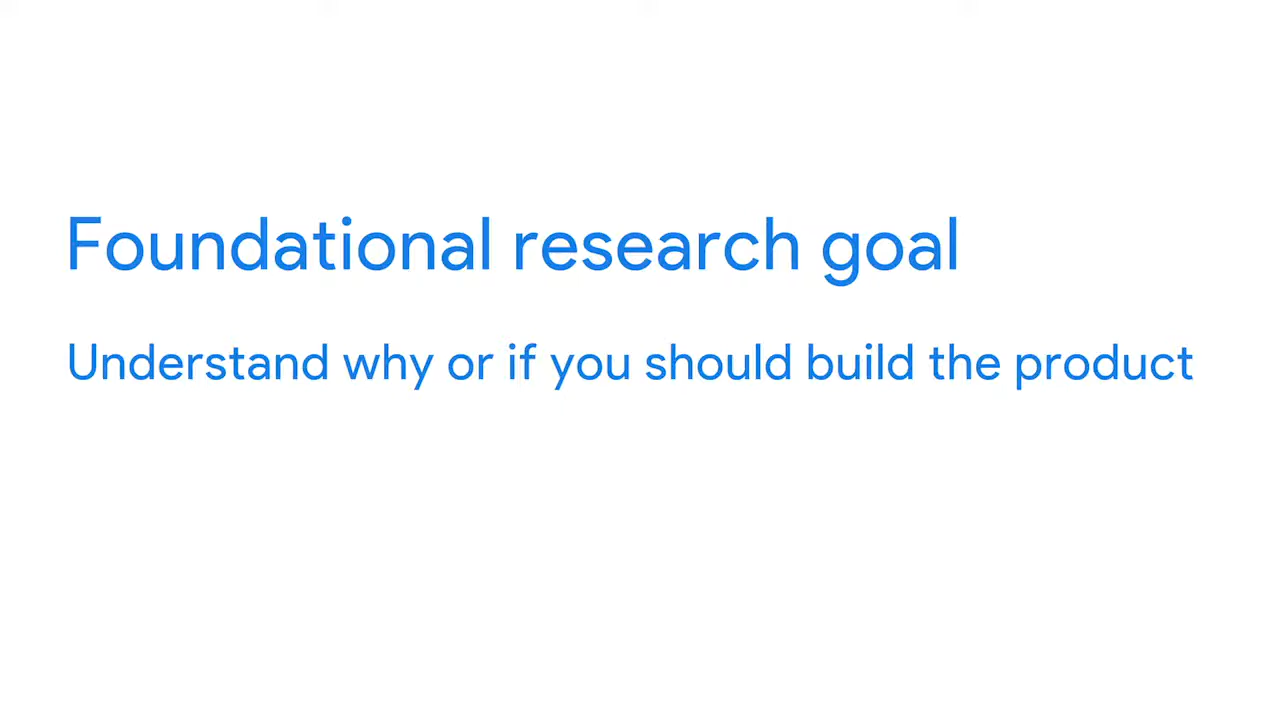 Foundational research goal
Understand why or if you should build the product